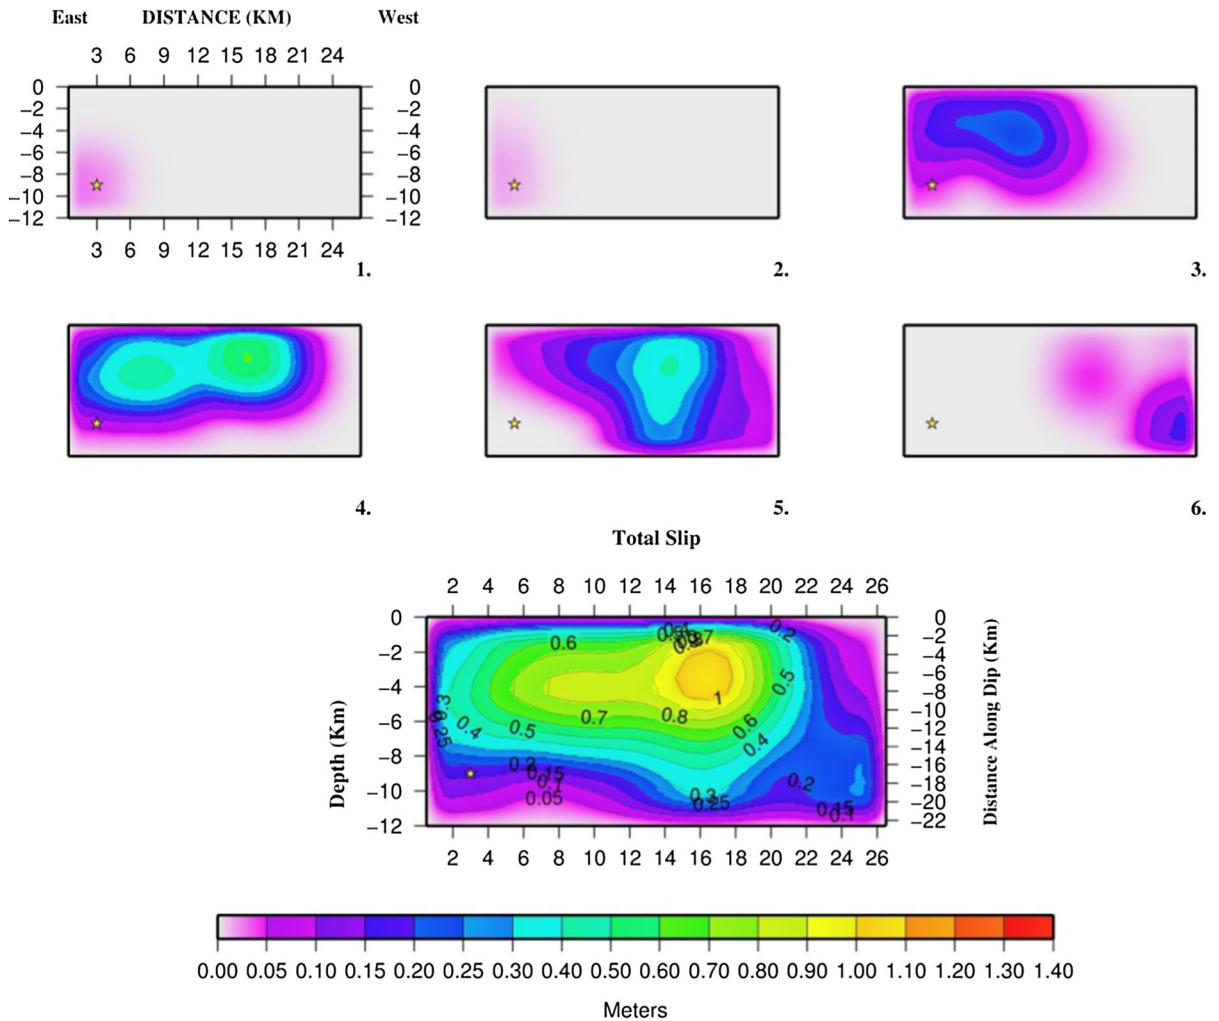 East DISTANCE (KM) West
3 6 9 12 15 18 21 24
0 0
−2 −2
−4 −4
−6 −6
−8 −8
−10 −10
−12 −12
3 6 9 12 15 18 21 24
1. 2. 3.
4. 5. 6.
Total Slip
2 4 6 8 10 12 14 16 18 20 22 24 26
0 0
−2 −2
−4 −4
−6 −6
−8 −8
−10 −10
−12 −12
−14
−16
−18
−20
−22
Depth (Km)
Distance Along Dip (Km)
0.6 0.2
0.5
1
0.7 0.8
0.3
0.25
0.4 0.5 0.6
0.4
0.2
0.15
0.1
0.05
0.2
0.3
0.25
0.15
0.1
2 4 6 8 10 12 14 16 18 20 22 24 26
0.00 0.05 0.10 0.15 0.20 0.25 0.30 0.40 0.50 0.60 0.70 0.80 0.90 1.00 1.10 1.20 1.30 1.40
Meters